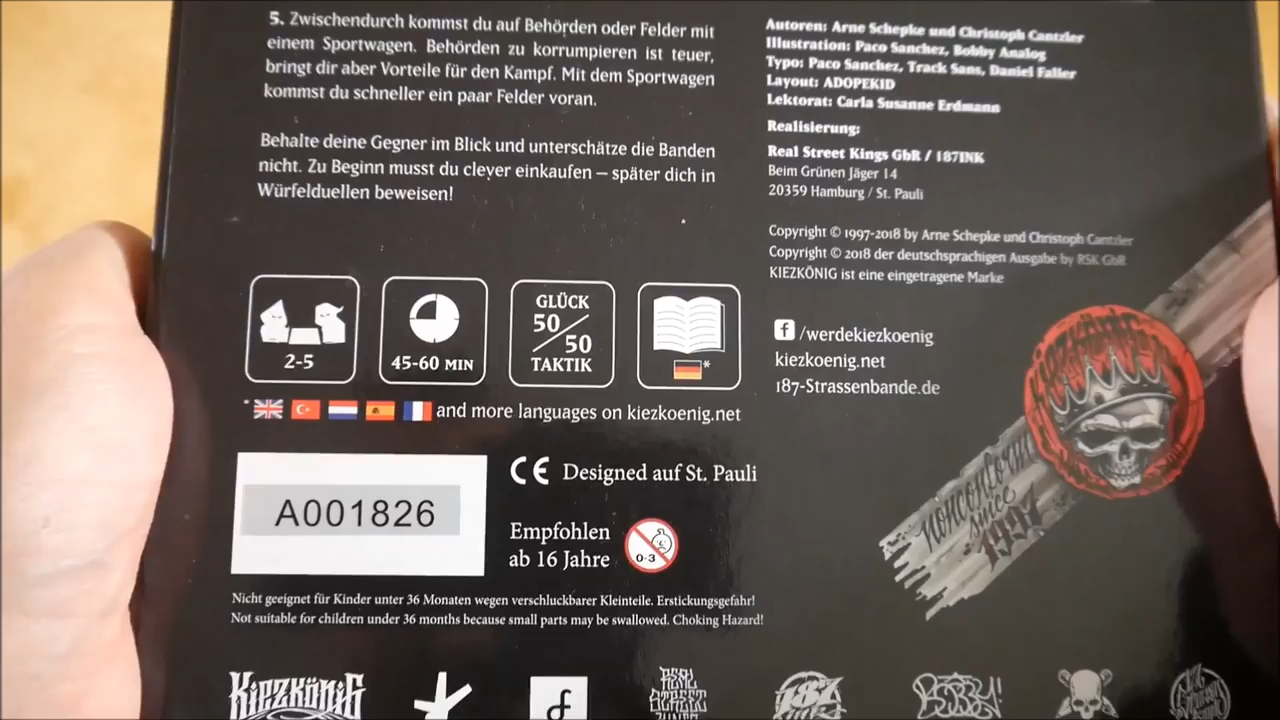 5. Zwischendurch kommst du auf Behörden oder Felder mit
einem Sportwagen. Behörden zu korrumpieren ist teuer,
bringt dir aber Vorteile für den Kampf. Mit dem Sportwagen
kommst du schneller ein paar Felder voran.
Behalte deine Gegner im Blick und unterschätze die Banden
nicht. Zu Beginn musst du clever einkaufen – später dich in
Würfelduellen beweisen!
2-5
45-60 MIN
GLÜCK
50/50
TAKTIK
*
* and more languages on kiezkoenig.net
A001826
CE Designed auf St. Pauli
Empfohlen
ab 16 Jahre
0-3
Nicht geeignet für Kinder unter 36 Monaten wegen verschluckbarer Kleinteile. Erstickungsgefahr!
Not suitable for children under 36 months because small parts may be swallowed. Choking Hazard!
Autoren: Arne Schepke und Christoph Cantzler
Illustration: Paco Sanchez, Bobby Analog
Typo: Paco Sanchez, Track Sans, Daniel Faller
Layout: ADOPEKID
Lektorat: Carla Susanne Erdmann
Realisierung:
Real Street Kings GbR / 187INK
Beim Grünen Jäger 14
20359 Hamburg / St. Pauli
Copyright © 1997-2018 by Arne Schepke und Christoph Cantzler
Copyright © 2018 der deutschsprachigen Ausgabe by RSK GbR
KIEZKÖNIG ist eine eingetragene Marke
f /werdekiezkoenig
kiezkoenig.net
187-Strassenbande.de
KIEZKÖNIG
nonconform
since
1997
KIEZKÖNIG
REAL
STREET
KINGS
187
BOBBY!